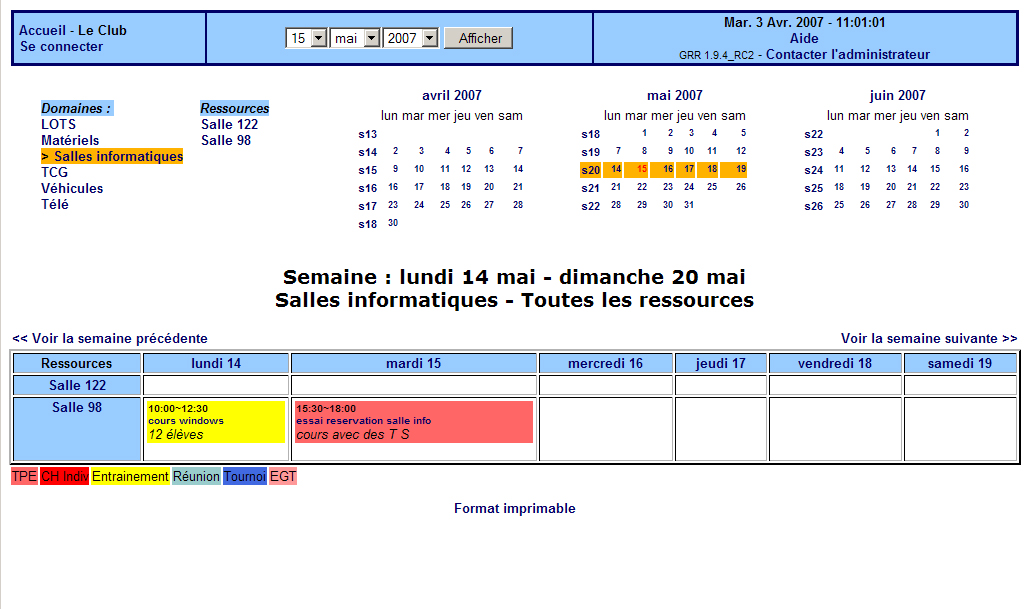 Accueil - Le Club
Se connecter
15 mai 2007 Afficher
Mar. 3 Avr. 2007 - 11:01:01
Aide
GRR 1.9.4_RC2 - Contacter l'administrateur
Domaines :
LOTS
Matériels
> Salles informatiques
TCG
Véhicules
Télé
Ressources
Salle 122
Salle 98
avril 2007
lun mar mer jeu ven sam
s13
s14 2 3 4 5 6 7
s15 9 10 11 12 13 14
s16 16 17 18 19 20 21
s17 23 24 25 26 27 28
s18 30
mai 2007
lun mar mer jeu ven sam
s18 1 2 3 4 5
s19 7 8 9 10 11 12
s20 14 15 16 17 18 19
s21 21 22 23 24 25 26
s22 28 29 30 31
juin 2007
lun mar mer jeu ven sam
s22 1 2
s23 4 5 6 7 8 9
s24 11 12 13 14 15 16
s25 18 19 20 21 22 23
s26 25 26 27 28 29 30
Semaine : lundi 14 mai - dimanche 20 mai
Salles informatiques - Toutes les ressources
<< Voir la semaine précédente
Voir la semaine suivante >>
Ressources lundi 14 mardi 15 mercredi 16 jeudi 17 vendredi 18 samedi 19
Salle 122
Salle 98
10:00~12:30
cours windows
12 élèves
15:30~18:00
essai reservation salle info
cours avec des T S
TPE CH Indiv Entrainement Réunion Tournoi EGT
Format imprimable